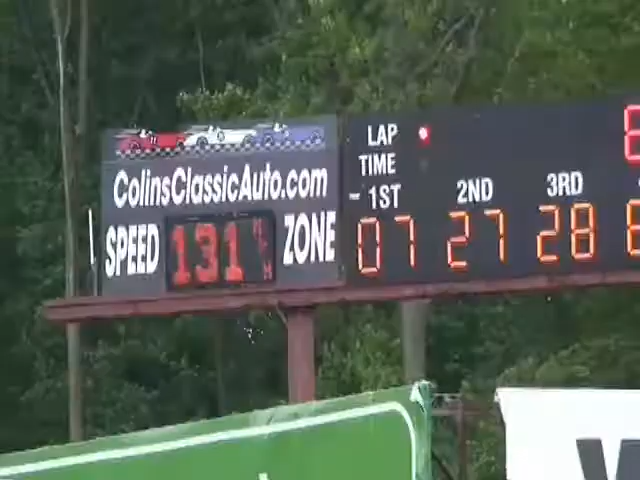 ColinsClassicAuto.com
SPEED 131 ZONE
LAP
TIME
1ST 2ND 3RD
07 27 28